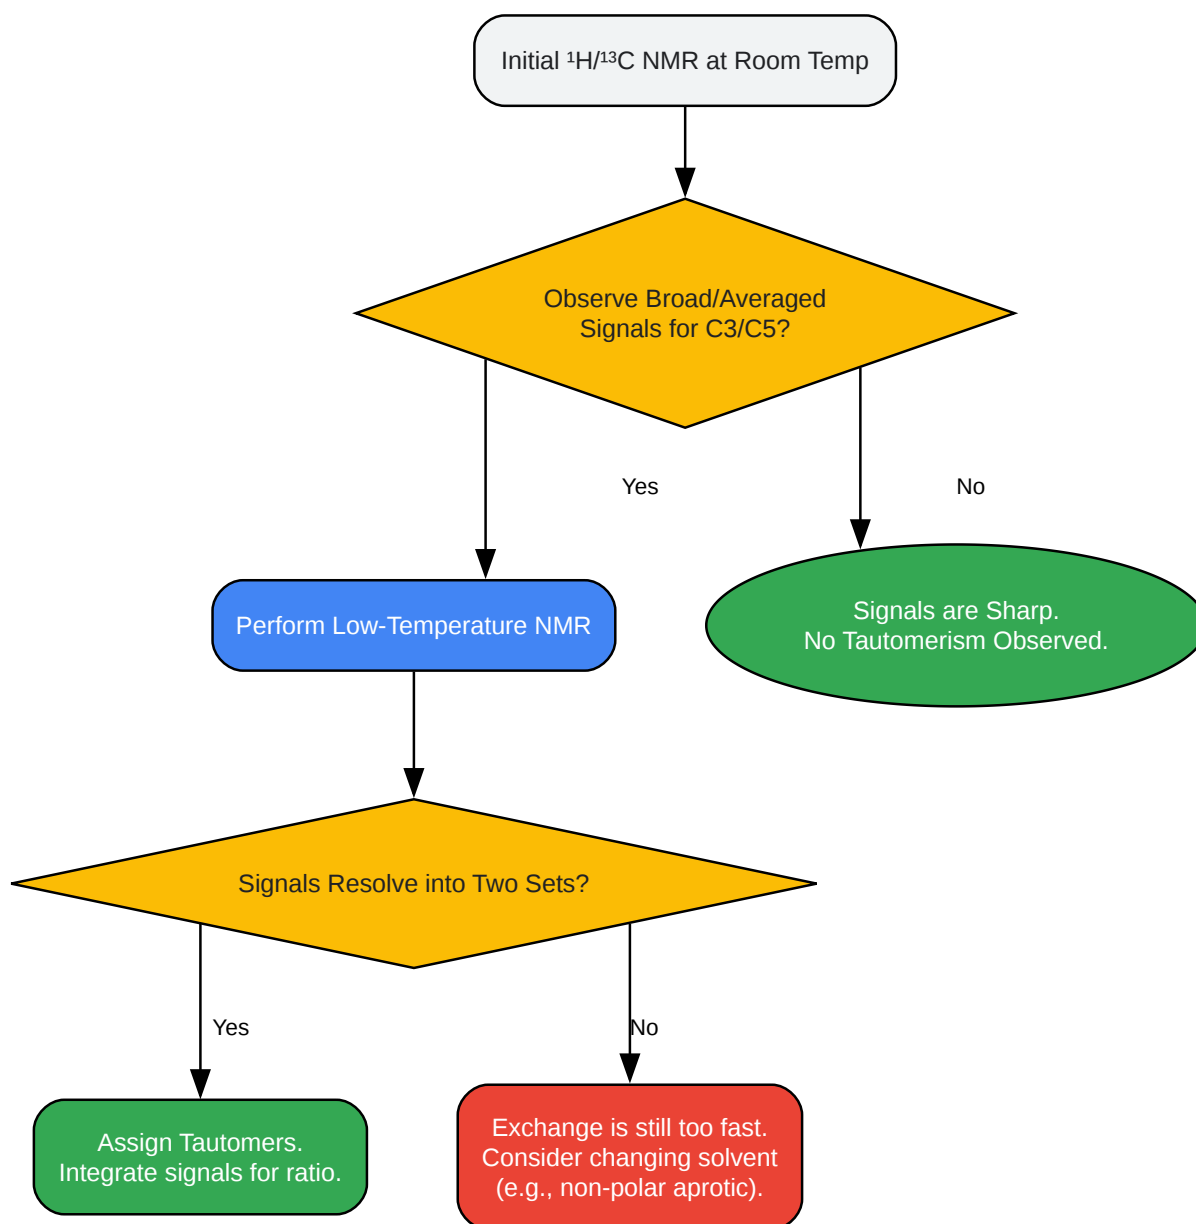 Initial ¹H/¹³C NMR at Room Temp
Observe Broad/Averaged
Signals for C3/C5?
Yes
No
Perform Low-Temperature NMR
Signals are Sharp.
No Tautomerism Observed.
Signals Resolve into Two Sets?
Yes
No
Assign Tautomers.
Integrate signals for ratio.
Exchange is still too fast.
Consider changing solvent
(e.g., non-polar aprotic).